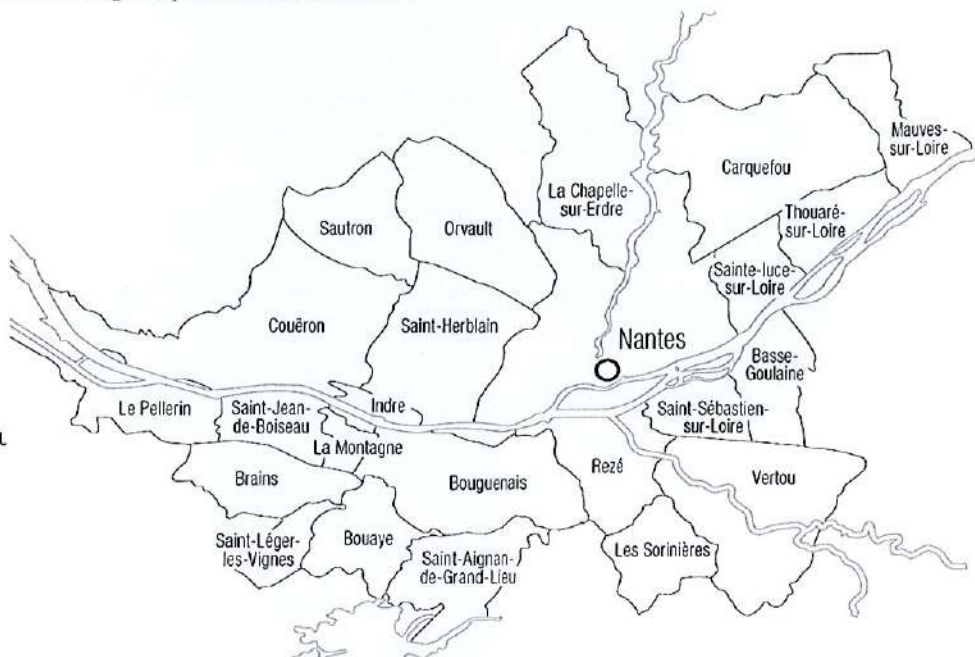 Mauves-
sur-Loire
Carquefou
La Chapelle-
sur-Erdre
Thouaré-
sur-Loire
Sautron
Orvault
Sainte-luce-
sur-Loire
Couëron
Saint-Herblain
Nantes
Basse-
Goulaine
Le Pellerin
Saint-Jean-
de-Boiseau
Indre
Saint-Sébastien-
sur-Loire
La Montagne
Brains
Bouguenais
Rezé
Vertou
Saint-Léger-
les-Vignes
Bouaye
Saint-Aignan-
de-Grand-Lieu
Les Sorinières